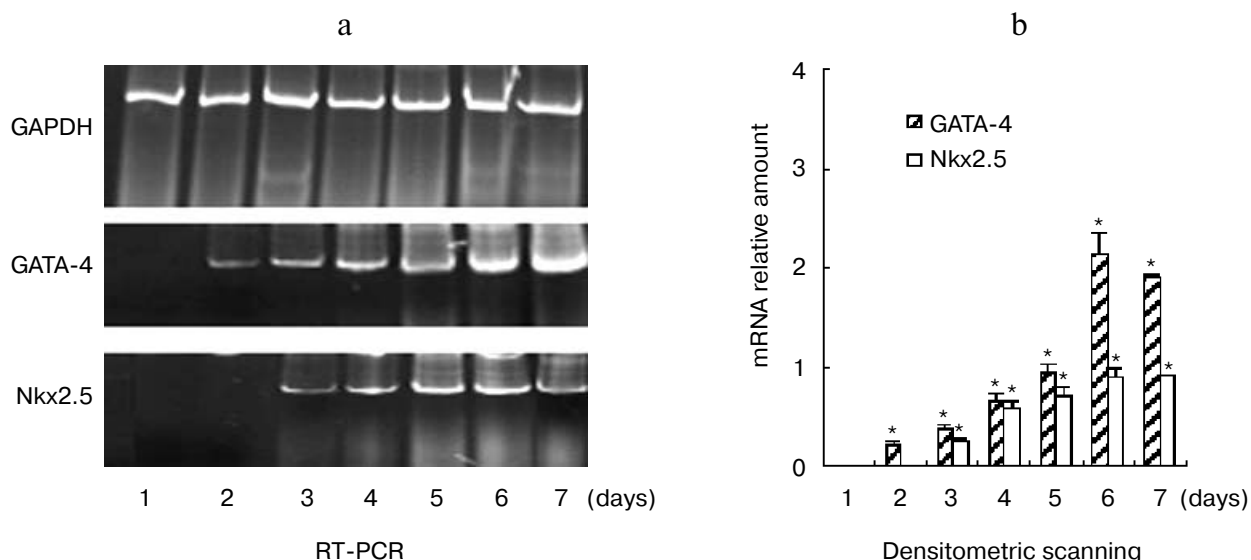 a
GAPDH
GATA-4
Nkx2.5
1 2 3 4 5 6 7 (days)
RT-PCR
b
mRNA relative amount
4
3
2
1
0
GATA-4
Nkx2.5
*
* *
* *
* *
* *
* *
1 2 3 4 5 6 7 (days)
Densitometric scanning